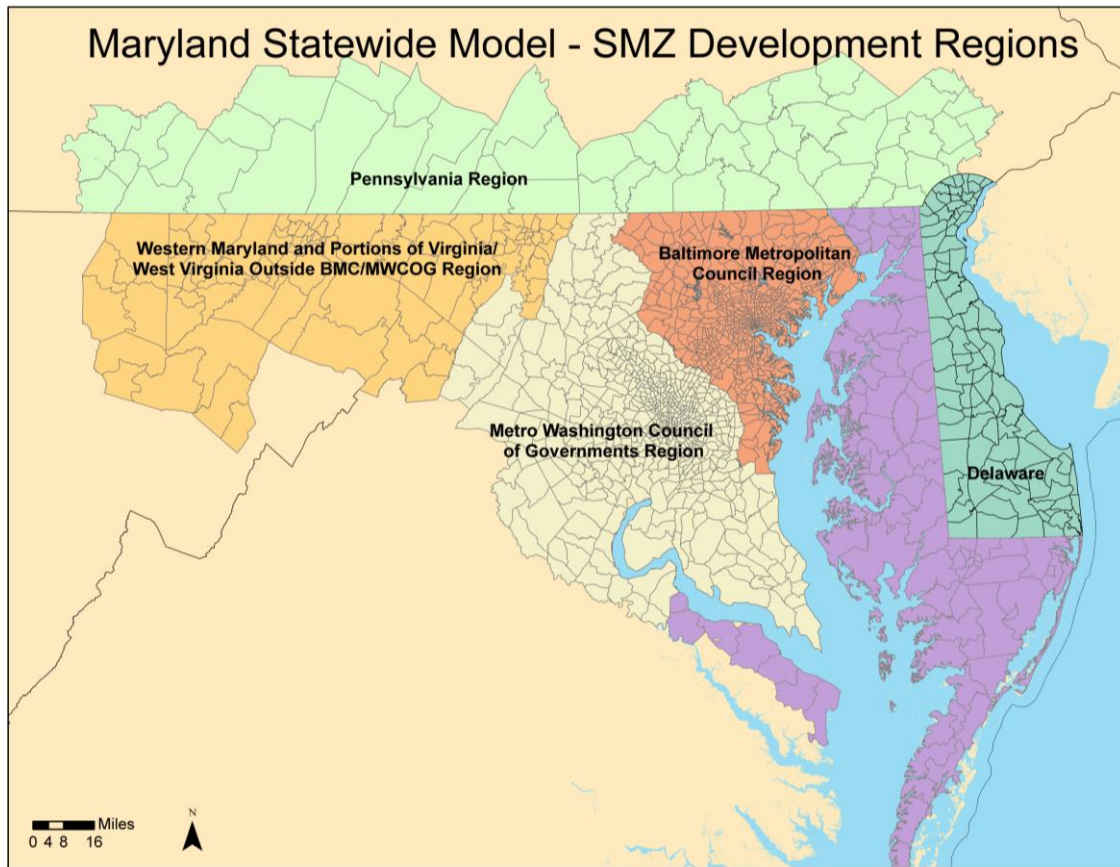 Maryland Statewide Model - SMZ Development Regions
Pennsylvania Region
Western Maryland and Portions of Virginia/
West Virginia Outside BMC/MWCOG Region
Baltimore Metropolitan
Council Region
Metro Washington Council
of Governments Region
Delaware
Miles
0 4 8 16
N